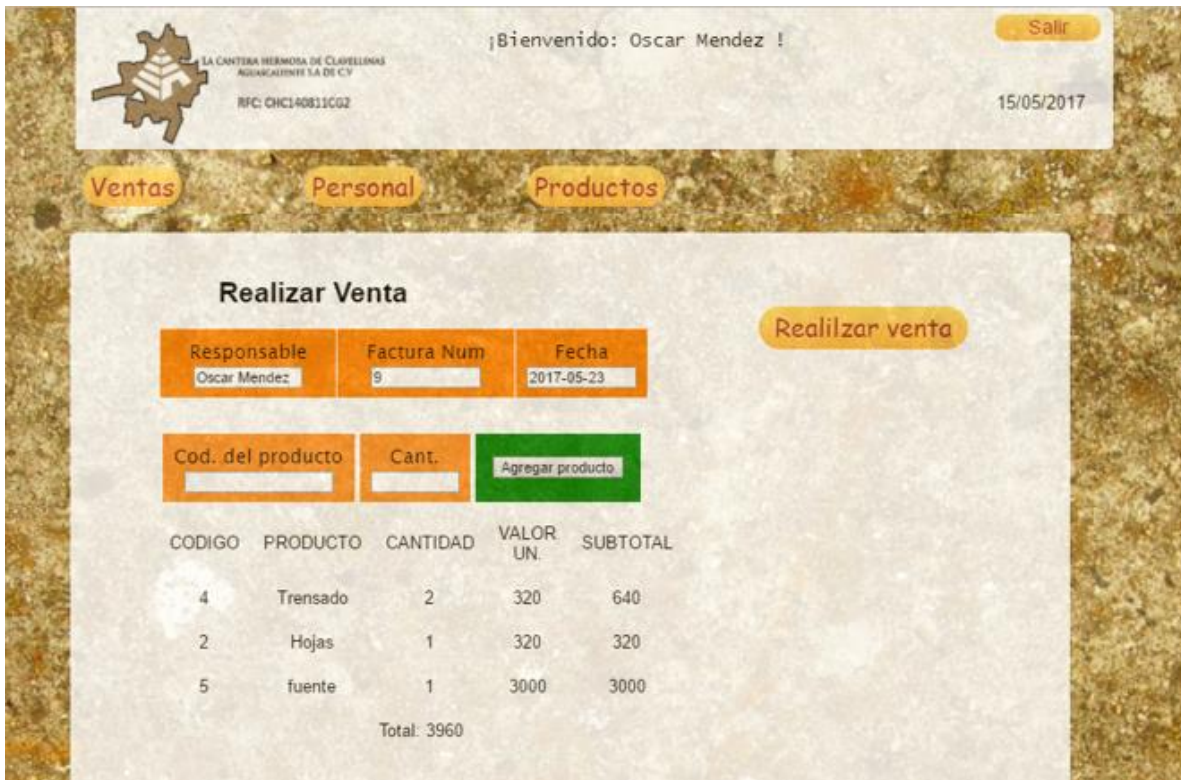 LA CANTERA HERMOSA DE CLAVELLINAS
AGUASCALIENTE S.A DE C.V
RFC: CHC140811CG2
¡Bienvenido: Oscar Mendez !
Salir
15/05/2017
Ventas
Personal
Productos
Realizar Venta
Realilzar venta
Responsable
Factura Num
Fecha
Oscar Mendez
9
2017-05-23
Cod. del producto
Cant.
Agregar producto
CODIGO PRODUCTO CANTIDAD VALOR UN. SUBTOTAL
4 Trensado 2 320 640
2 Hojas 1 320 320
5 fuente 1 3000 3000
Total: 3960